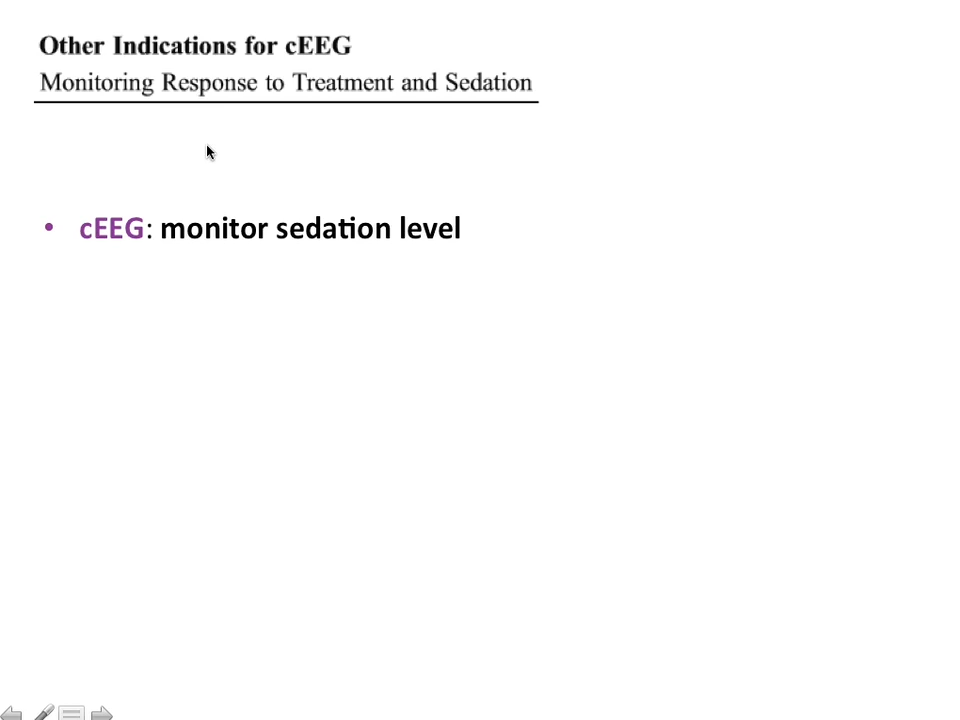 Other Indications for cEEG
Monitoring Response to Treatment and Sedation
• cEEG: monitor sedation level